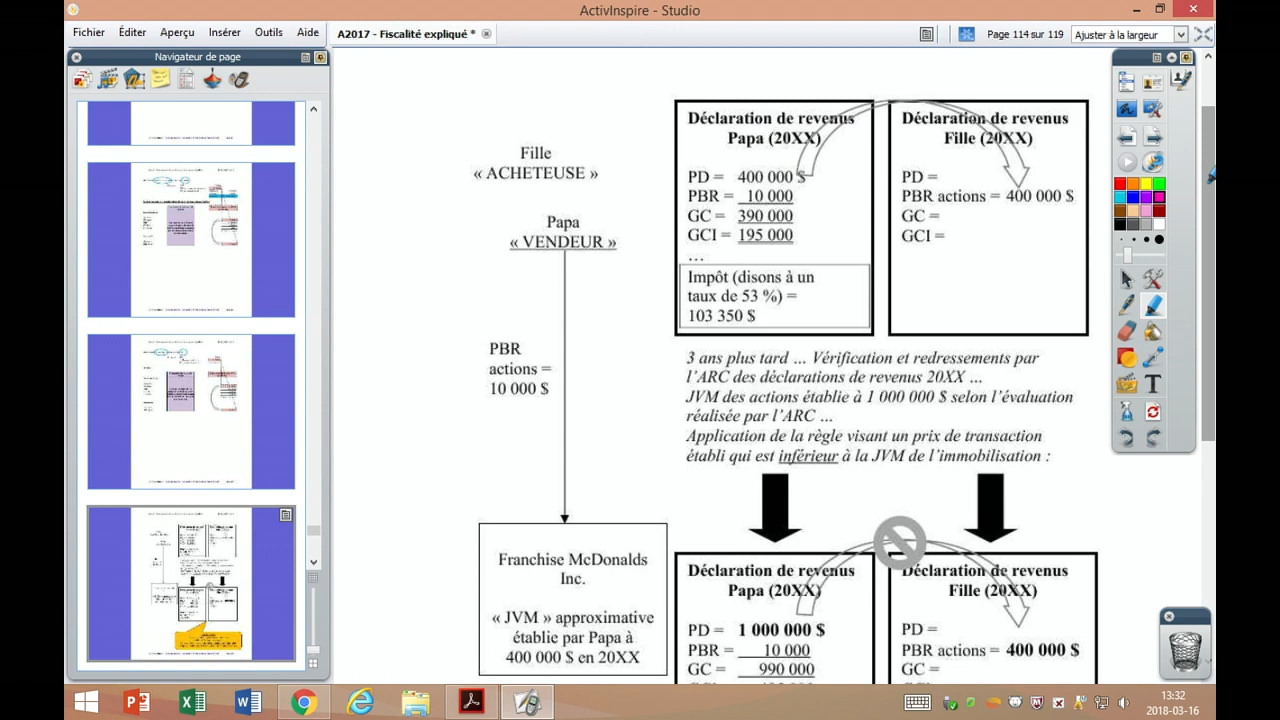 ActivInspire - Studio
Fichier Éditer Aperçu Insérer Outils Aide
A2017 - Fiscalité expliqué *
Page 114 sur 119
Ajuster à la largeur
Navigateur de page
Fille
« ACHETEUSE »
Papa
« VENDEUR »
PBR
actions =
10 000 $
Franchise McDonalds
Inc.
« JVM » approximative
établie par Papa à
400 000 $ en 20XX
Déclaration de revenus
Papa (20XX)
PD = 400 000 $
PBR = 10 000
GC = 390 000
GCI = 195 000
…
Impôt (disons à un
taux de 53 %) =
103 350 $
Déclaration de revenus
Fille (20XX)
PD =
PBR actions = 400 000 $
GC =
GCI =
3 ans plus tard … Vérification et redressements par
l’ARC des déclarations de revenus 20XX …
JVM des actions établie à 1 000 000 $ selon l’évaluation
réalisée par l’ARC …
Application de la règle visant un prix de transaction
établi qui est inférieur à la JVM de l’immobilisation :
Déclaration de revenus
Papa (20XX)
PD = 1 000 000 $
PBR = 10 000
GC = 990 000
Déclaration de revenus
Fille (20XX)
PD =
PBR actions = 400 000 $
GC =
13:32
2018-03-16